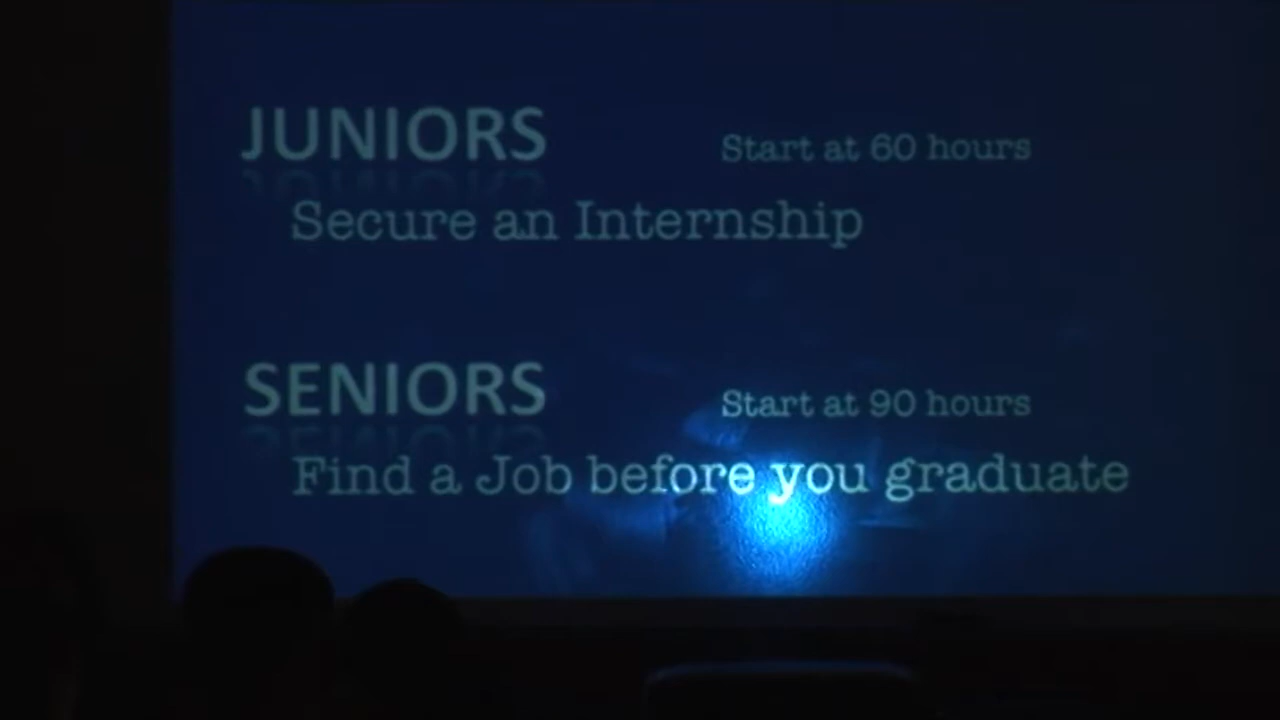 JUNIORS
Start at 60 hours
Secure an Internship
SENIORS
Start at 90 hours
Find a Job before you graduate